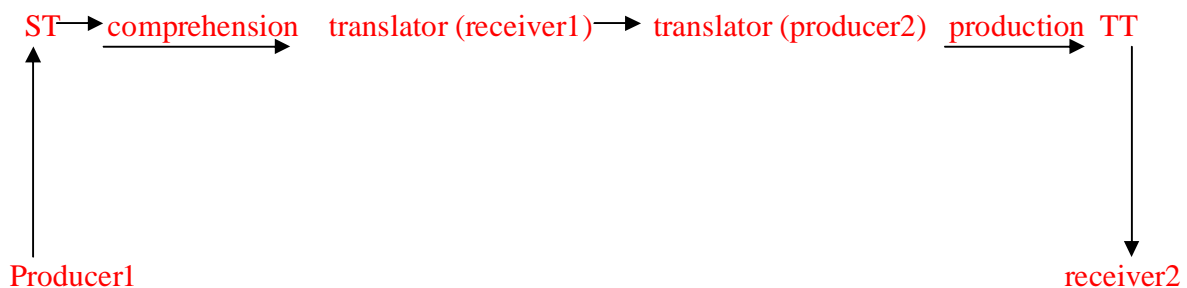 ST comprehension translator (receiver1) translator (producer2) production TT
Producer1 receiver2